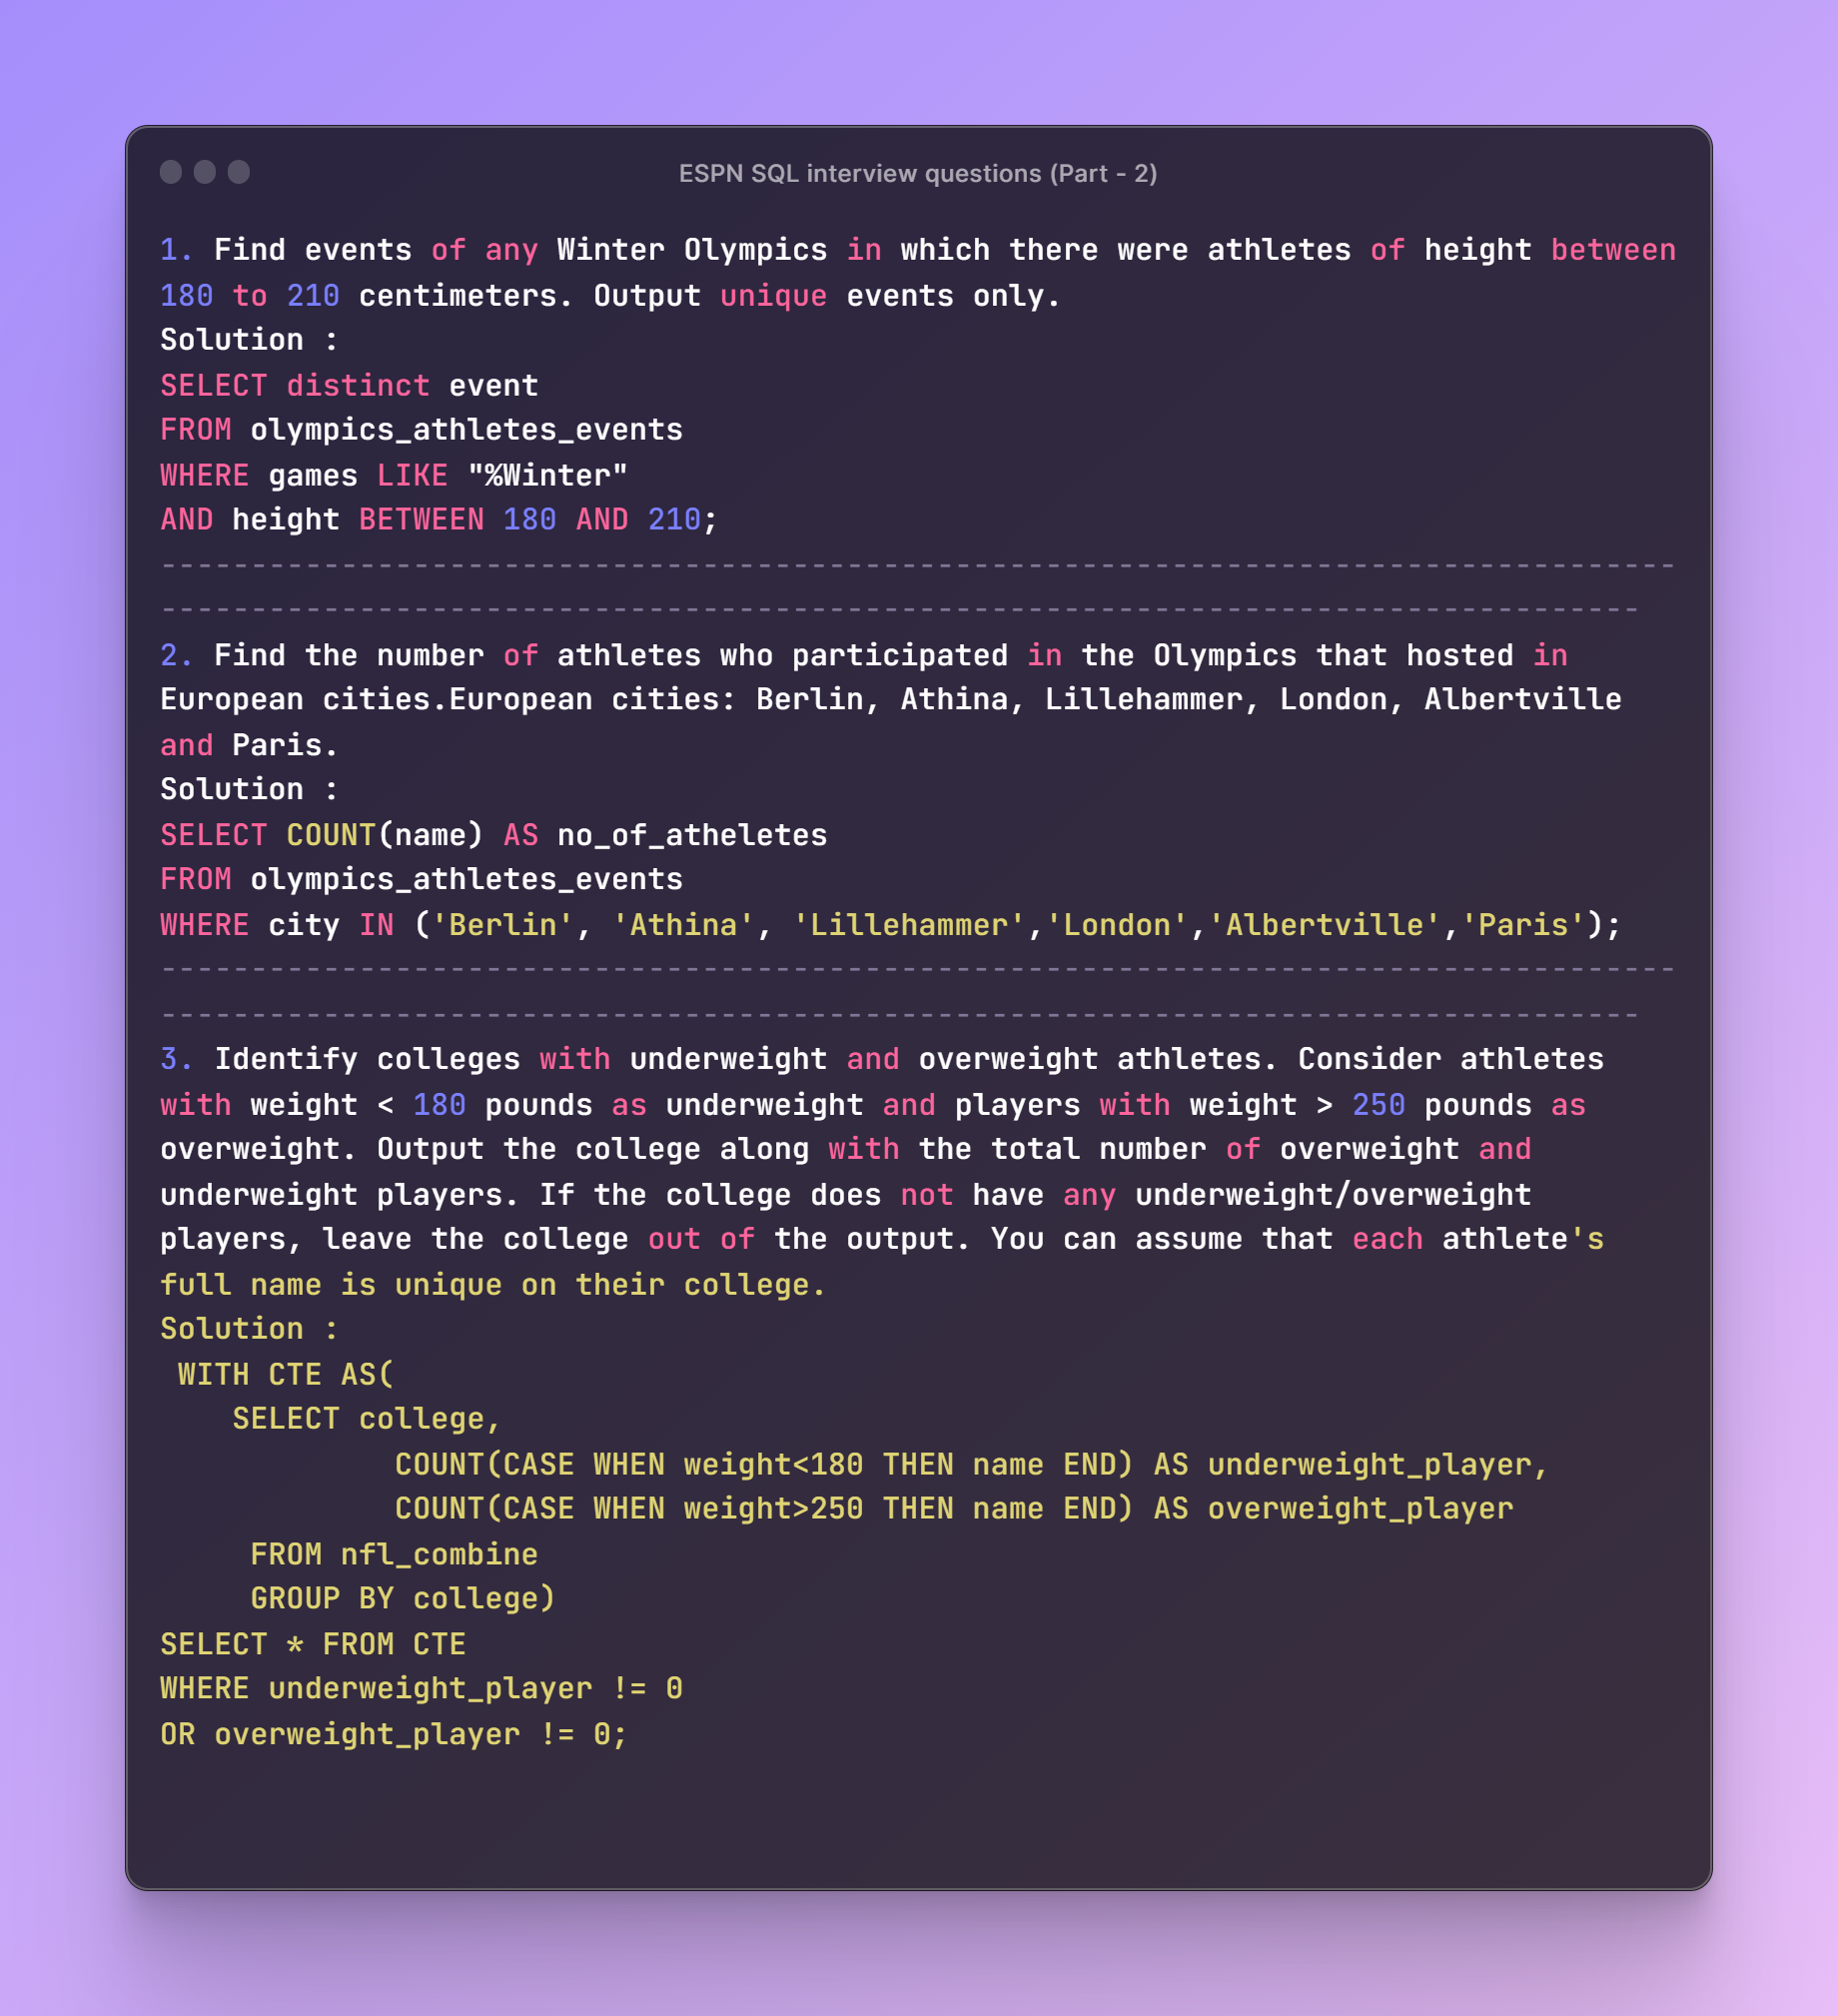 ESPN SQL interview questions (Part - 2)
1. Find events of any Winter Olympics in which there were athletes of height between
180 to 210 centimeters. Output unique events only.
Solution :
SELECT distinct event
FROM olympics_athletes_events
WHERE games LIKE "%Winter"
AND height BETWEEN 180 AND 210;
------------------------------------------------------------------------------------
----------------------------------------------------------------------------------
2. Find the number of athletes who participated in the Olympics that hosted in
European cities.European cities: Berlin, Athina, Lillehammer, London, Albertville
and Paris.
Solution :
SELECT COUNT(name) AS no_of_atheletes
FROM olympics_athletes_events
WHERE city IN ('Berlin', 'Athina', 'Lillehammer','London','Albertville','Paris');
------------------------------------------------------------------------------------
----------------------------------------------------------------------------------
3. Identify colleges with underweight and overweight athletes. Consider athletes
with weight < 180 pounds as underweight and players with weight > 250 pounds as
overweight. Output the college along with the total number of overweight and
underweight players. If the college does not have any underweight/overweight
players, leave the college out of the output. You can assume that each athlete's
full name is unique on their college.
Solution :
 WITH CTE AS(
    SELECT college,
             COUNT(CASE WHEN weight<180 THEN name END) AS underweight_player,
             COUNT(CASE WHEN weight>250 THEN name END) AS overweight_player
     FROM nfl_combine
     GROUP BY college)
SELECT * FROM CTE
WHERE underweight_player != 0
OR overweight_player != 0;